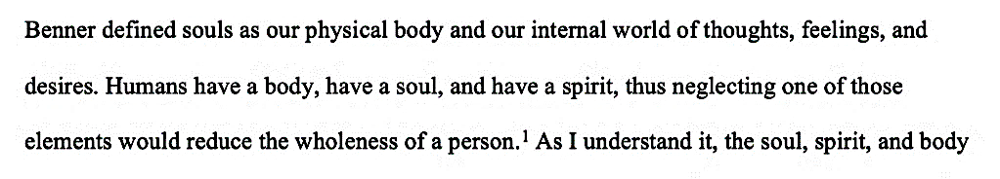 Benner defined souls as our physical body and our internal world of thoughts, feelings, and
desires. Humans have a body, have a soul, and have a spirit, thus neglecting one of those
elements would reduce the wholeness of a person.¹ As I understand it, the soul, spirit, and body